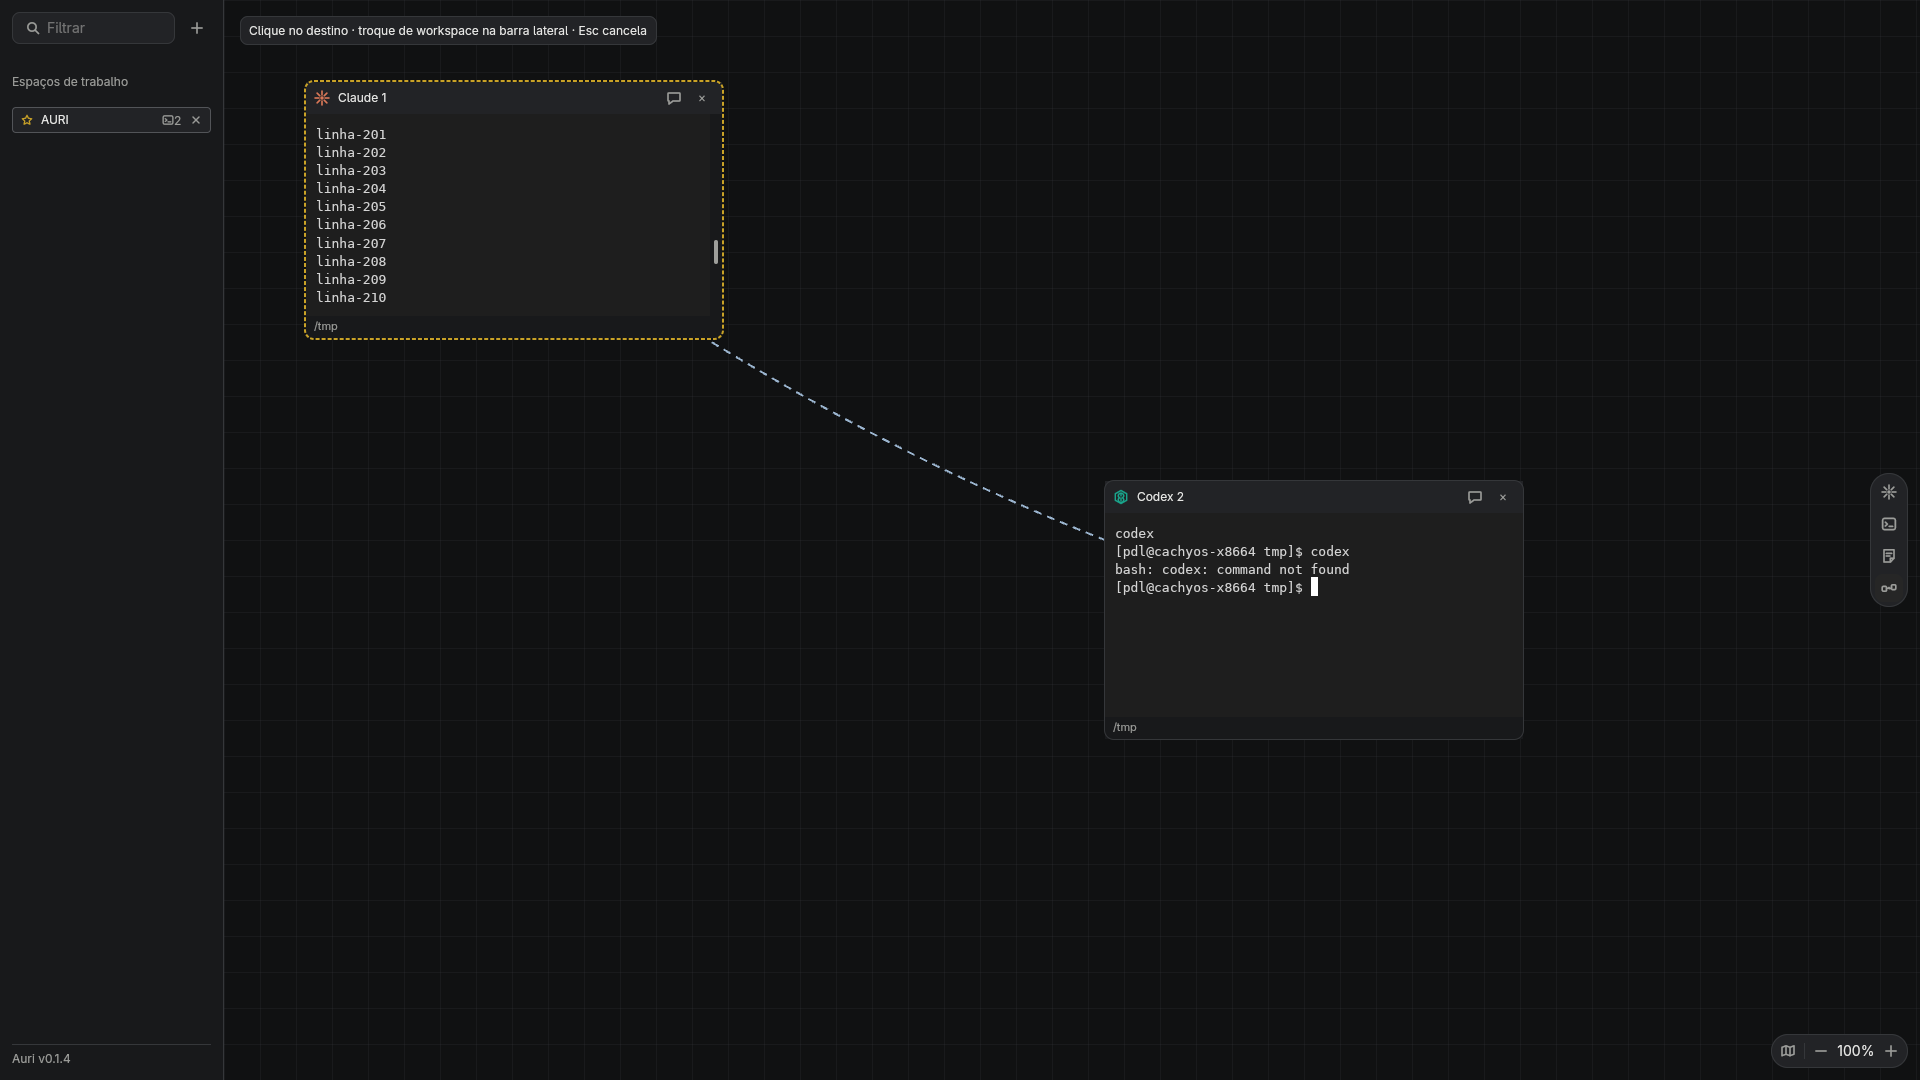 Filtrar
Clique no destino · troque de workspace na barra lateral · Esc cancela
Espaços de trabalho
AURI
2
Claude 1
linha-201
linha-202
linha-203
linha-204
linha-205
linha-206
linha-207
linha-208
linha-209
linha-210
/tmp
Codex 2
codex
[pdl@cachyos-x8664 tmp]$ codex
bash: codex: command not found
[pdl@cachyos-x8664 tmp]$
/tmp
Auri v0.1.4
100%